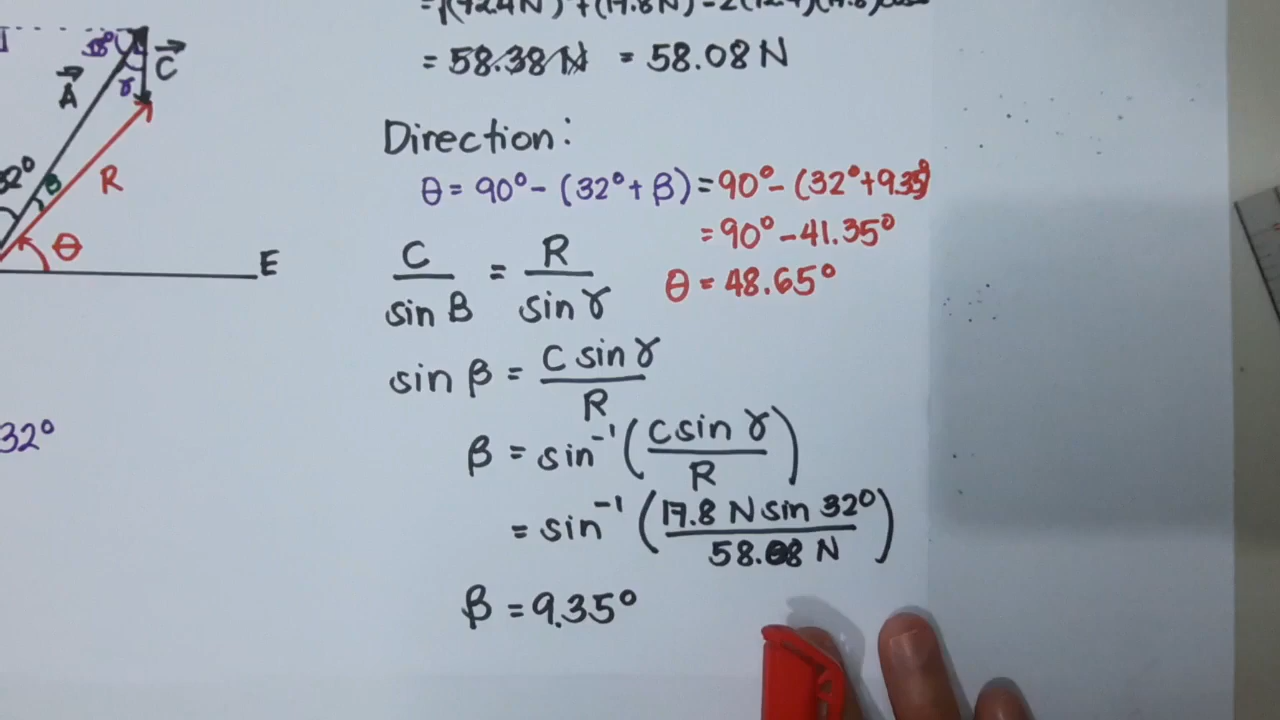 = 58.38 N = 58.08 N
58°
C
A
γ
Direction:
32°
β
R
θ = 90° - (32° + β) = 90° - (32° + 9.35°)
= 90° - 41.35°
θ
E
C / sin β = R / sin γ
θ = 48.65°
sin β = C sin γ / R
32°
β = sin⁻¹ (C sin γ / R)
= sin⁻¹ (17.8 N sin 32° / 58.08 N)
β = 9.35°